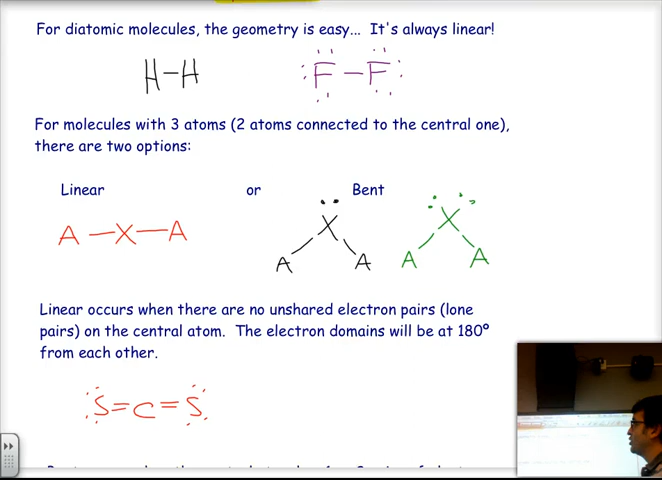 For diatomic molecules, the geometry is easy... It's always linear!
H-H :F-F:
For molecules with 3 atoms (2 atoms connected to the central one),
there are two options:
Linear or Bent
A-X-A X X
A A A A
Linear occurs when there are no unshared electron pairs (lone
pairs) on the central atom. The electron domains will be at 180º
from each other.
S=C=S